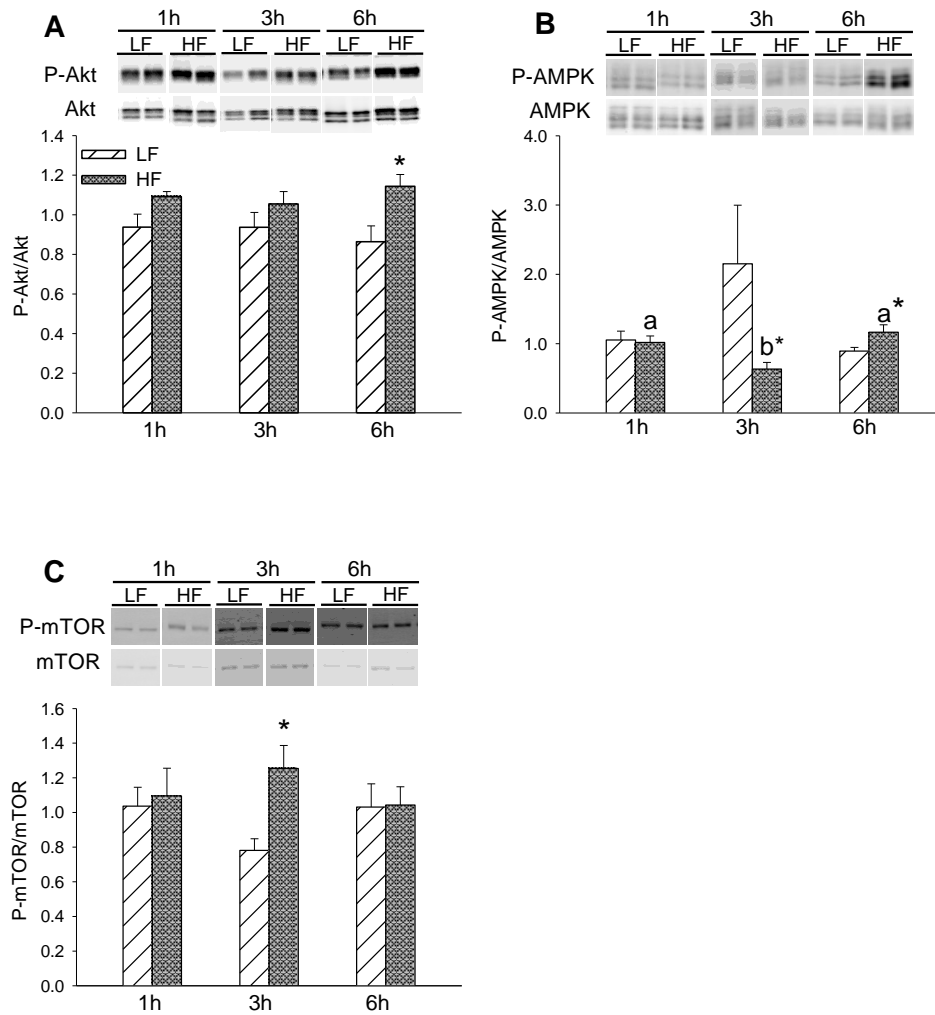 A
1h 3h 6h
LF HF LF HF LF HF
P-Akt
Akt
1.4
1.2
1.0
0.8
0.6
0.4
0.2
0.0
P-Akt/Akt
LF
HF
*
1h 3h 6h
B
1h 3h 6h
LF HF LF HF LF HF
P-AMPK
AMPK
4.0
3.0
2.0
1.0
0.0
P-AMPK/AMPK
a
b*
a*
1h 3h 6h
C
1h 3h 6h
LF HF LF HF LF HF
P-mTOR
mTOR
1.6
1.4
1.2
1.0
0.8
0.6
0.4
0.2
0.0
P-mTOR/mTOR
*
1h 3h 6h